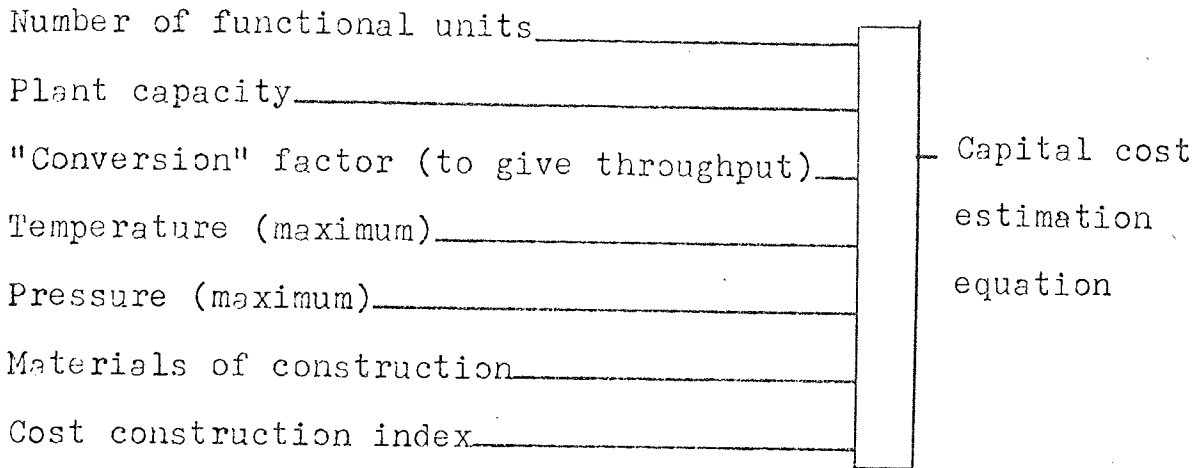 Number of functional units
Plant capacity
"Conversion" factor (to give throughput)
Temperature (maximum)
Pressure (maximum)
Materials of construction
Cost construction index
Capital cost
estimation
equation